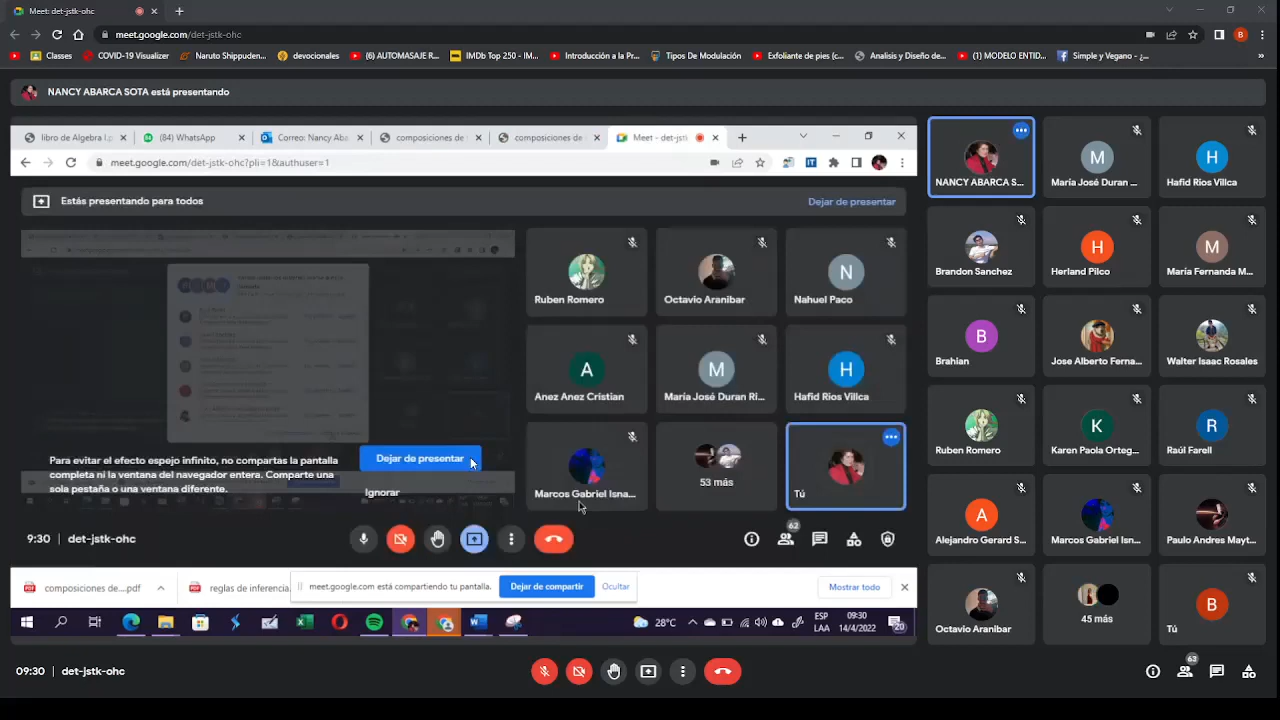 Meet: det-jstk-ohc
meet.google.com/det-jstk-ohc
Classes
COVID-19 Visualizer
Naruto Shippuden...
devocionales
(6) AUTOMASAJE R...
IMDb Top 250 - IM...
Introducción a la Pr...
Tipos De Modulación
Exfoliante de pies (c...
Analisis y Diseño de...
(1) MODELO ENTID...
Simple y Vegano - ¿...
»
NANCY ABARCA SOTA está presentando
libro de Algebra I.p
(84) WhatsApp
Correo: Nancy Aba
composiciones de
composiciones de
Meet - det-jsti
meet.google.com/det-jstk-ohc?pli=1&authuser=1
Estás presentando para todos
Dejar de presentar
Ruben Romero
Octavio Aranibar
N
Nahuel Paco
A
Anez Anez Cristian
M
María José Duran Ri...
H
Hafid Rios Villca
Marcos Gabriel Isna...
53 más
Tú
Para evitar el efecto espejo infinito, no compartas la pantalla
completa ni la ventana del navegador entera. Comparte una
sola pestaña o una ventana diferente.
Dejar de presentar
Ignorar
9:30 | det-jstk-ohc
62
composiciones de....pdf
reglas de inferencia
meet.google.com está compartiendo tu pantalla.
Dejar de compartir
Ocultar
Mostrar todo
28°C
ESP
LAA
09:30
14/4/2022
20
NANCY ABARCA S...
M
María José Duran ...
H
Hafid Rios Villca
Brandon Sanchez
H
Herland Pilco
M
María Fernanda M...
B
Brahian
Jose Alberto Ferna...
Walter Isaac Rosales
Ruben Romero
K
Karen Paola Orteg...
R
Raúl Farell
A
Alejandro Gerard S...
Marcos Gabriel Isn...
Paulo Andres Mayt...
Octavio Aranibar
45 más
B
Tú
09:30 | det-jstk-ohc
63